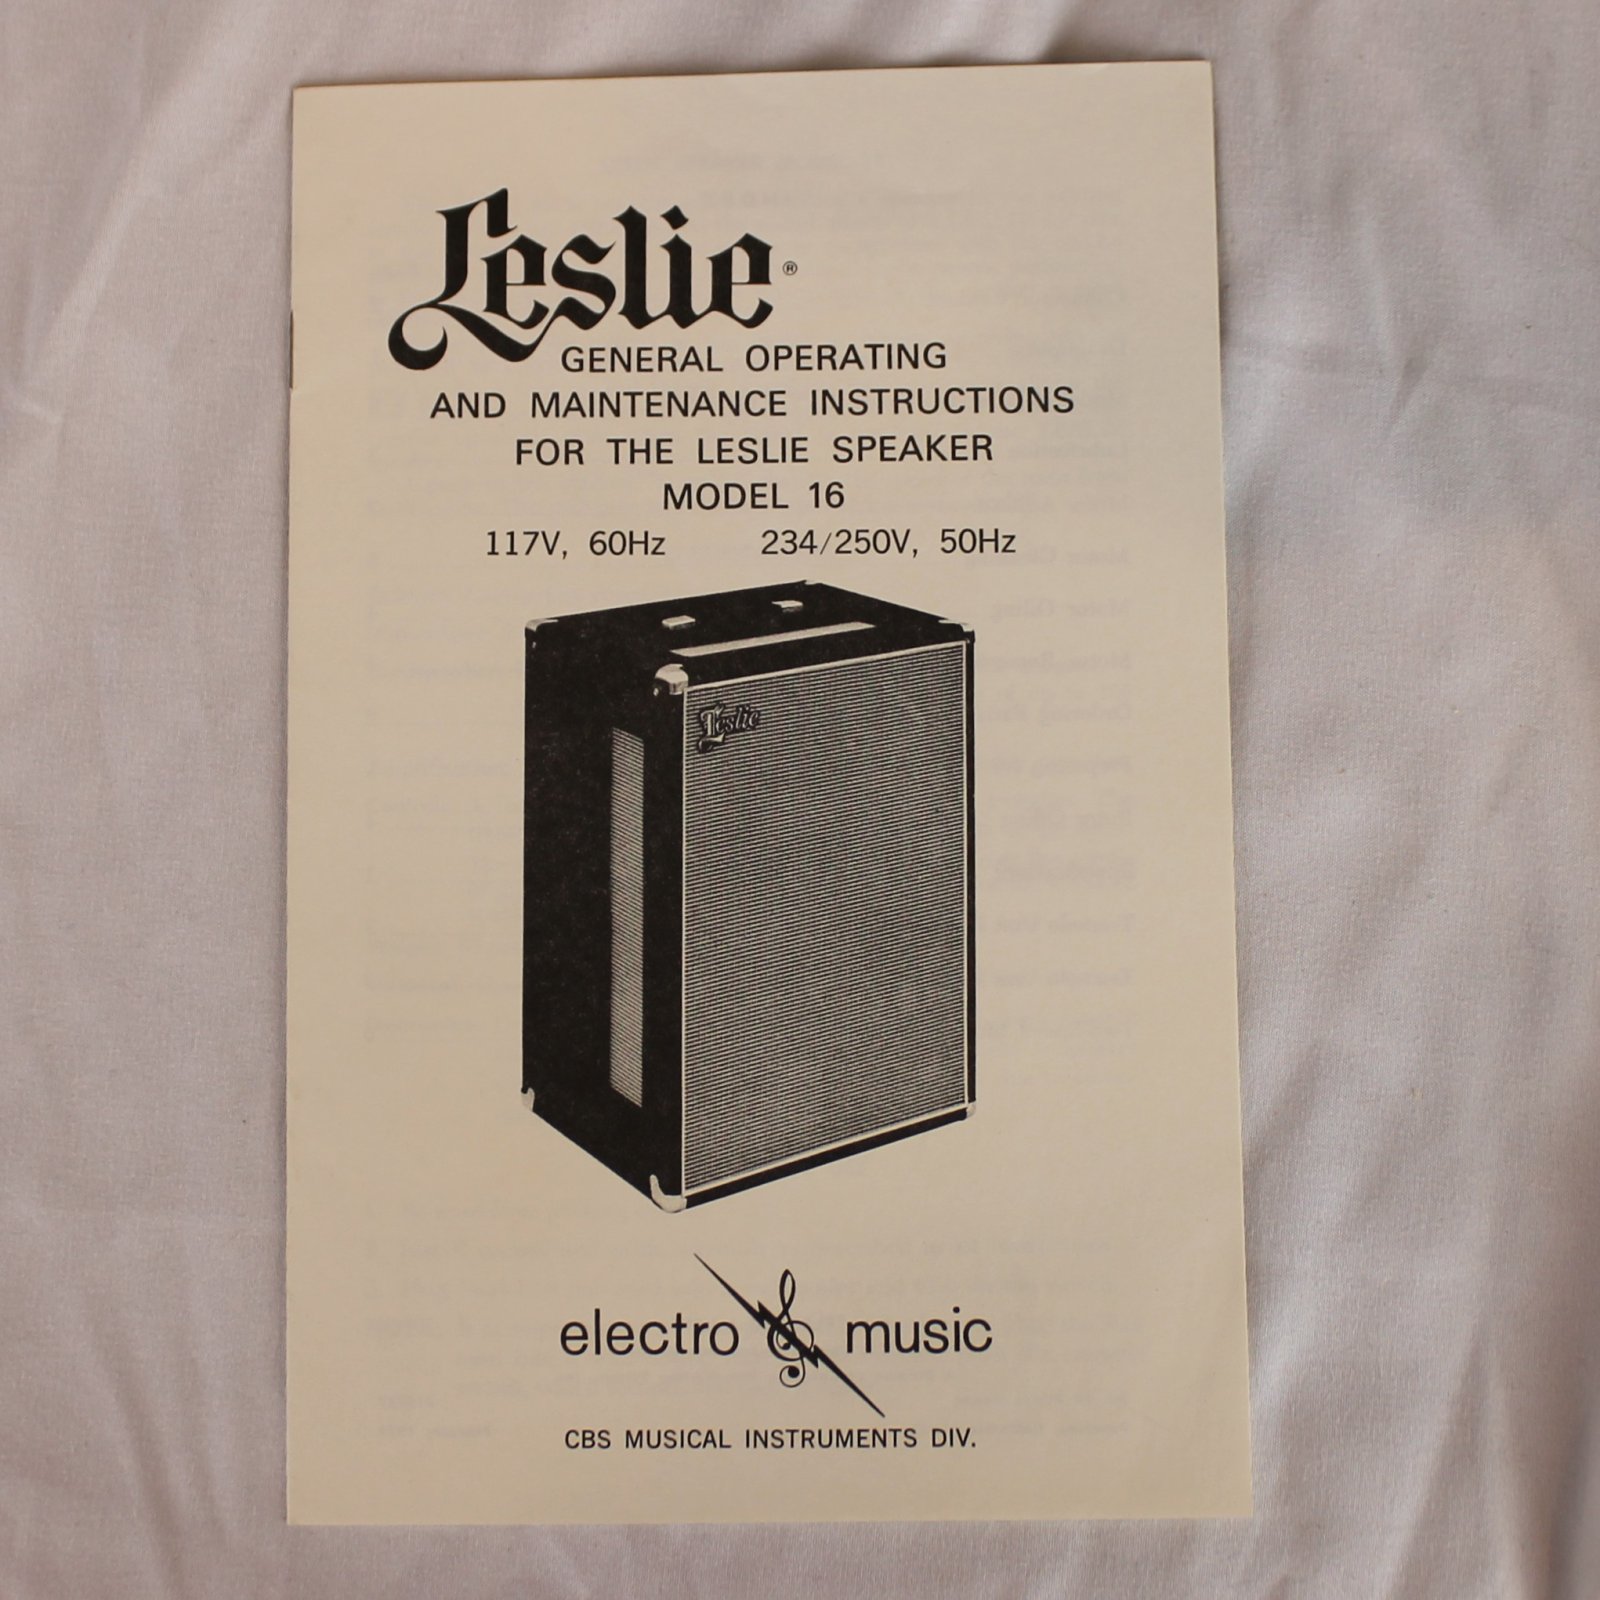 Leslie®
GENERAL OPERATING
AND MAINTENANCE INSTRUCTIONS
FOR THE LESLIE SPEAKER
MODEL 16
117V, 60Hz 234/250V, 50Hz
Leslie
electro music
CBS MUSICAL INSTRUMENTS DIV.